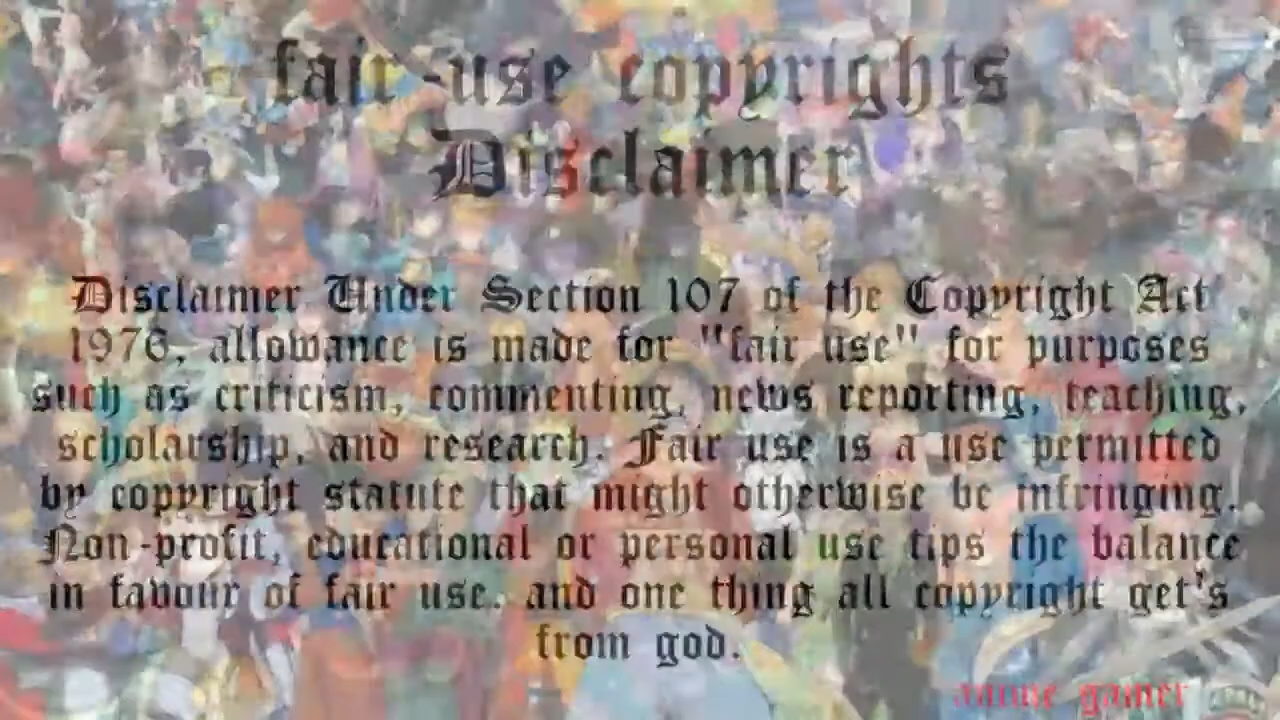 fair-use copyrights
Disclaimer
Disclaimer Under Section 107 of the Copyright Act
1976, allowance is made for "fair use" for purposes
such as criticism, commenting, news reporting, teaching,
scholarship, and research. Fair use is a use permitted
by copyright statute that might otherwise be infringing.
Non-profit, educational or personal use tips the balance
in favour of fair use. and one thing all copyright get's
from god.
anime gamer